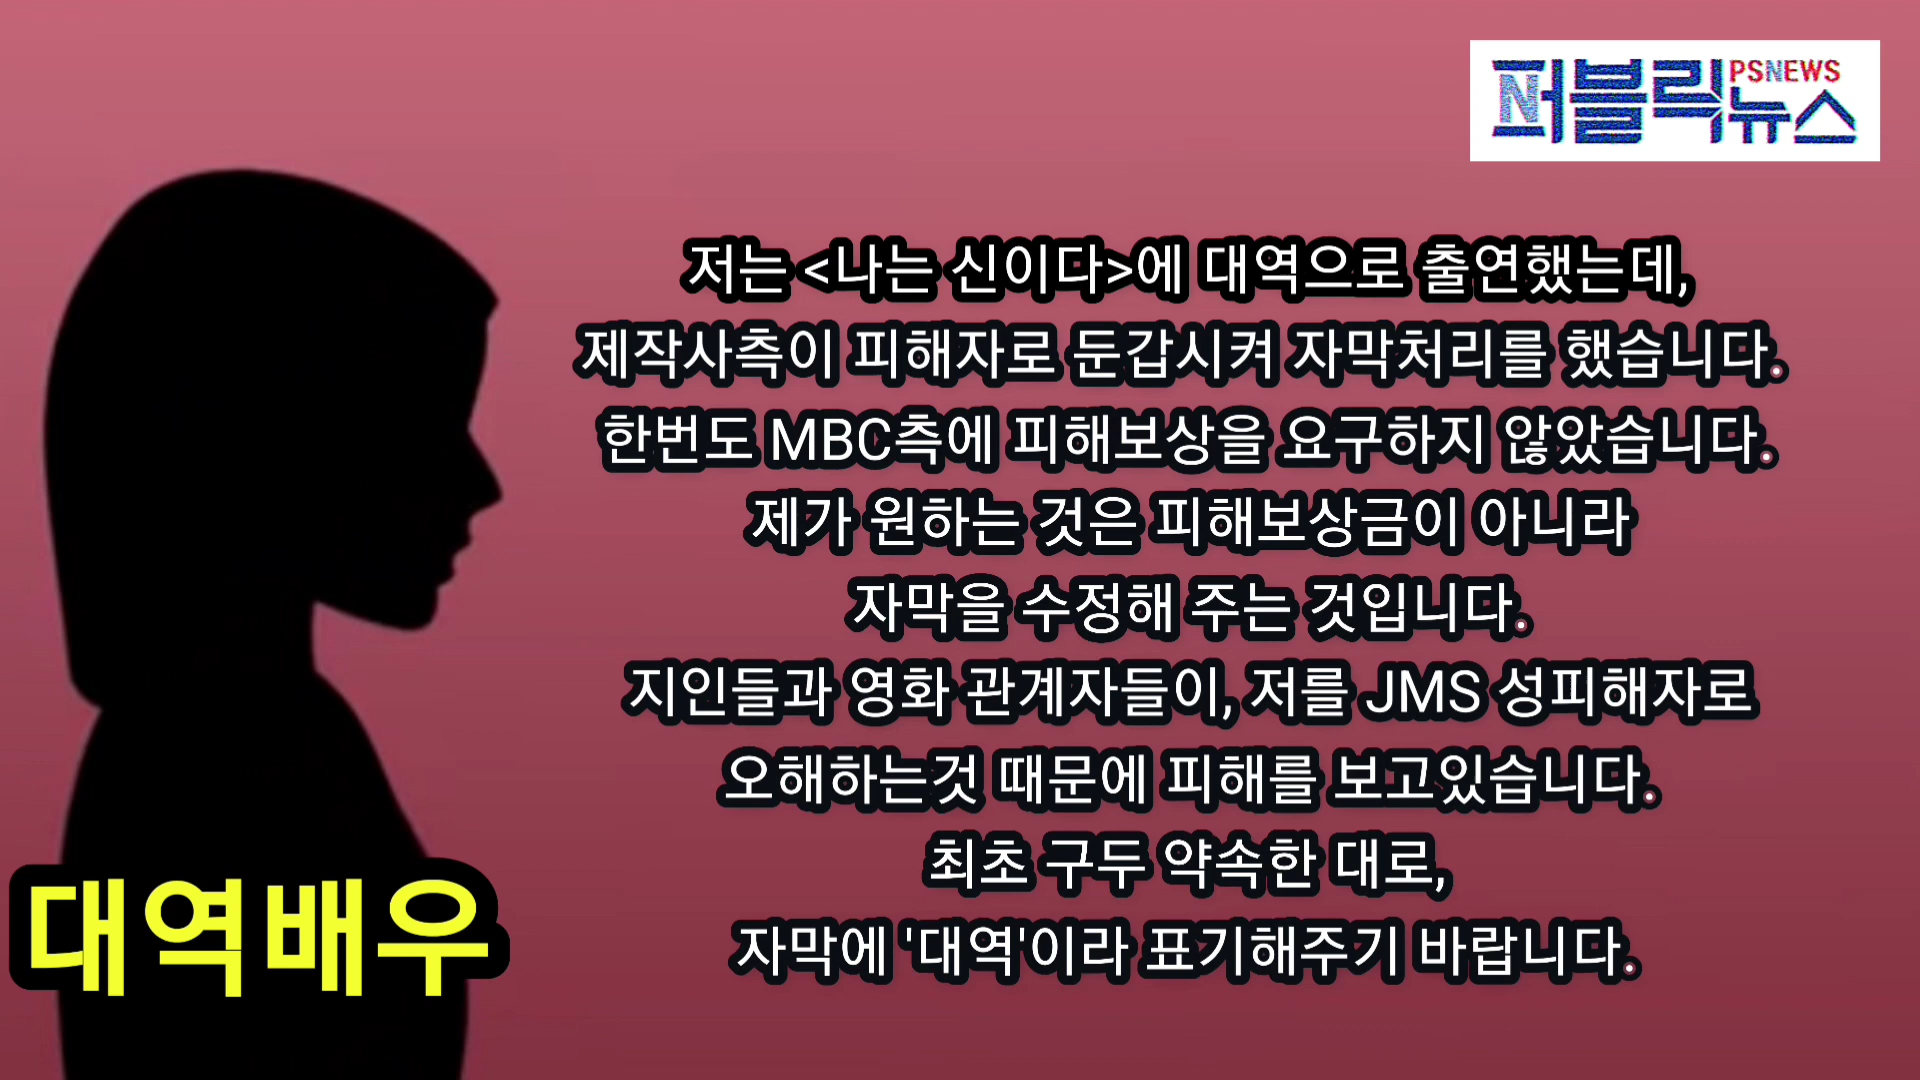 퍼블릭뉴스 PSNEWS
저는 <나는 신이다>에 대역으로 출연했는데,
제작사측이 피해자로 둔갑시켜 자막처리를 했습니다.
한번도 MBC측에 피해보상을 요구하지 않았습니다.
제가 원하는 것은 피해보상금이 아니라
자막을 수정해 주는 것입니다.
지인들과 영화 관계자들이, 저를 JMS 성피해자로
오해하는것 때문에 피해를 보고있습니다.
최초 구두 약속한 대로,
자막에 '대역'이라 표기해주기 바랍니다.
대역배우